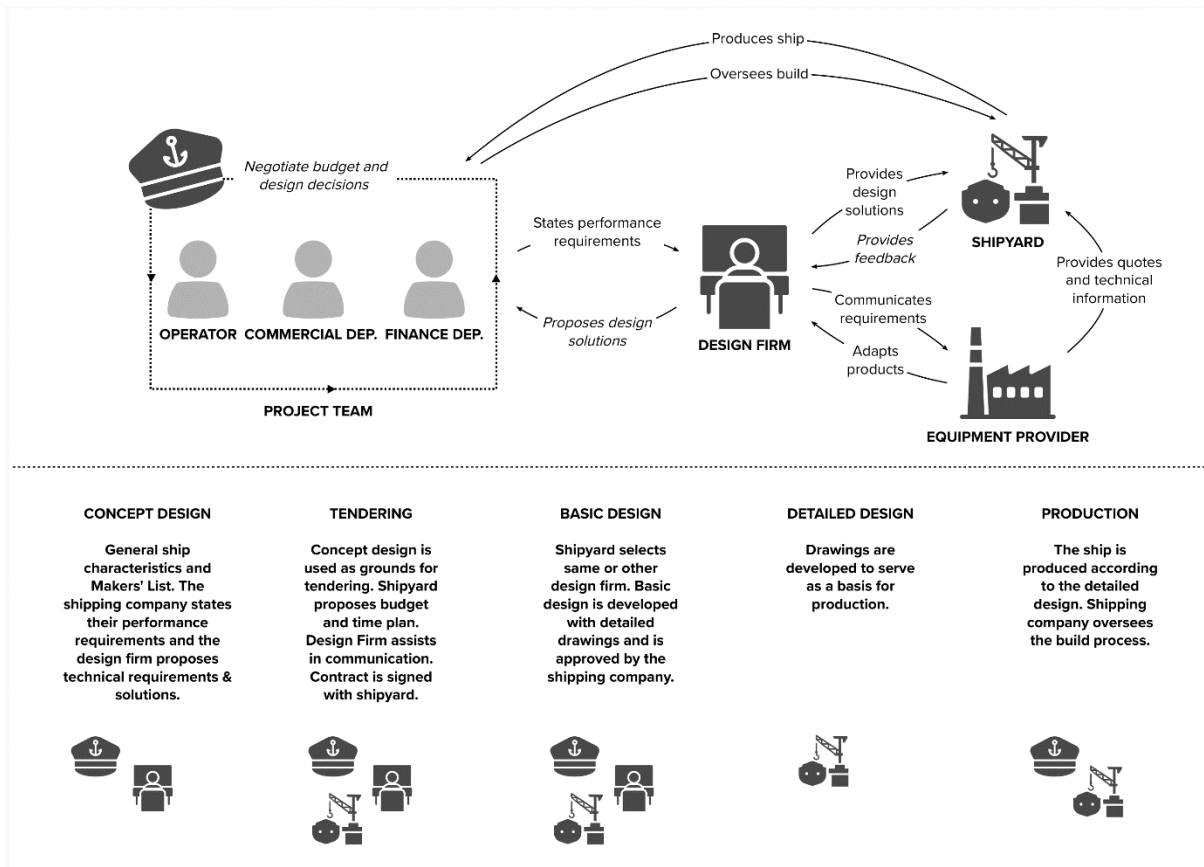 Produces ship
Oversees build
Negotiate budget and
design decisions
OPERATOR
COMMERCIAL DEP.
FINANCE DEP.
PROJECT TEAM
States performance
requirements
Proposes design
solutions
DESIGN FIRM
Provides
design
solutions
Provides
feedback
Communicates
requirements
Adapts
products
SHIPYARD
Provides quotes
and technical
information
EQUIPMENT PROVIDER
CONCEPT DESIGN
General ship
characteristics and
Makers' List. The
shipping company states
their performance
requirements and the
design firm proposes
technical requirements &
solutions.
TENDERING
Concept design is
used as grounds for
tendering. Shipyard
proposes budget
and time plan.
Design Firm assists
in communication.
Contract is signed
with shipyard.
BASIC DESIGN
Shipyard selects
same or other
design firm. Basic
design is developed
with detailed
drawings and is
approved by the
shipping company.
DETAILED DESIGN
Drawings are
developed to serve
as a basis for
production.
PRODUCTION
The ship is
produced according
to the detailed
design. Shipping
company oversees
the build process.